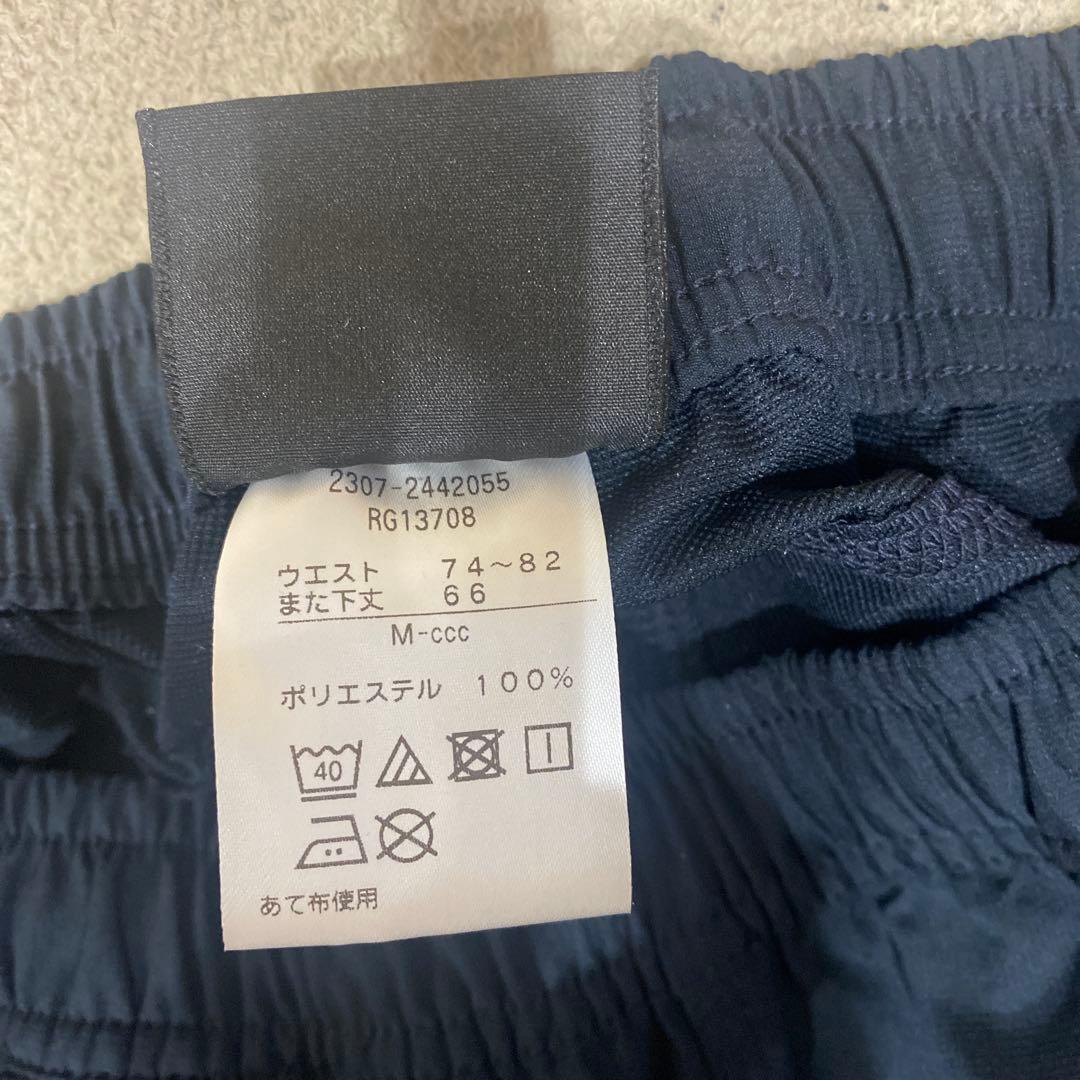 2307-2442055
RG13708
ウエスト 74～82
また下丈 66
M-ccc
ポリエステル 100%
40
あて布使用